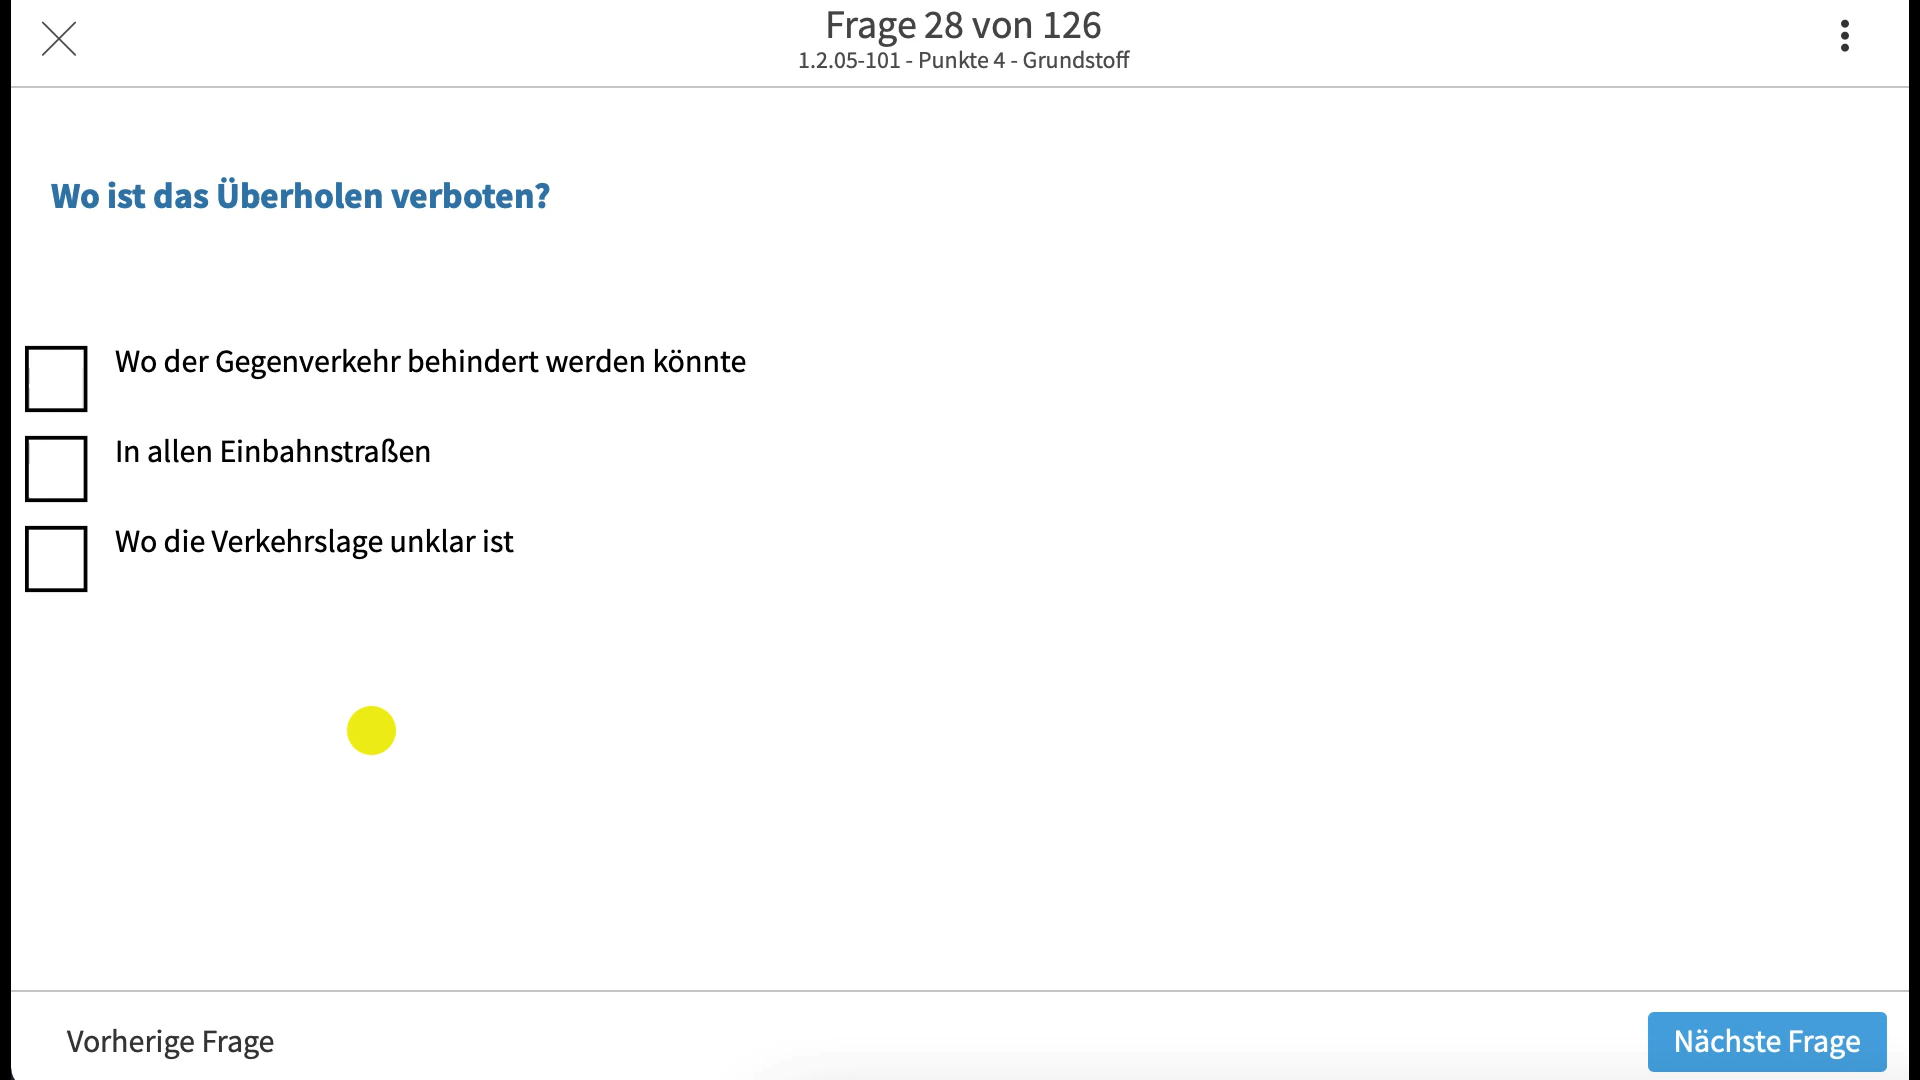 Frage 28 von 126
1.2.05-101 - Punkte 4 - Grundstoff
Wo ist das Überholen verboten?
Wo der Gegenverkehr behindert werden könnte
In allen Einbahnstraßen
Wo die Verkehrslage unklar ist
Vorherige Frage
Nächste Frage